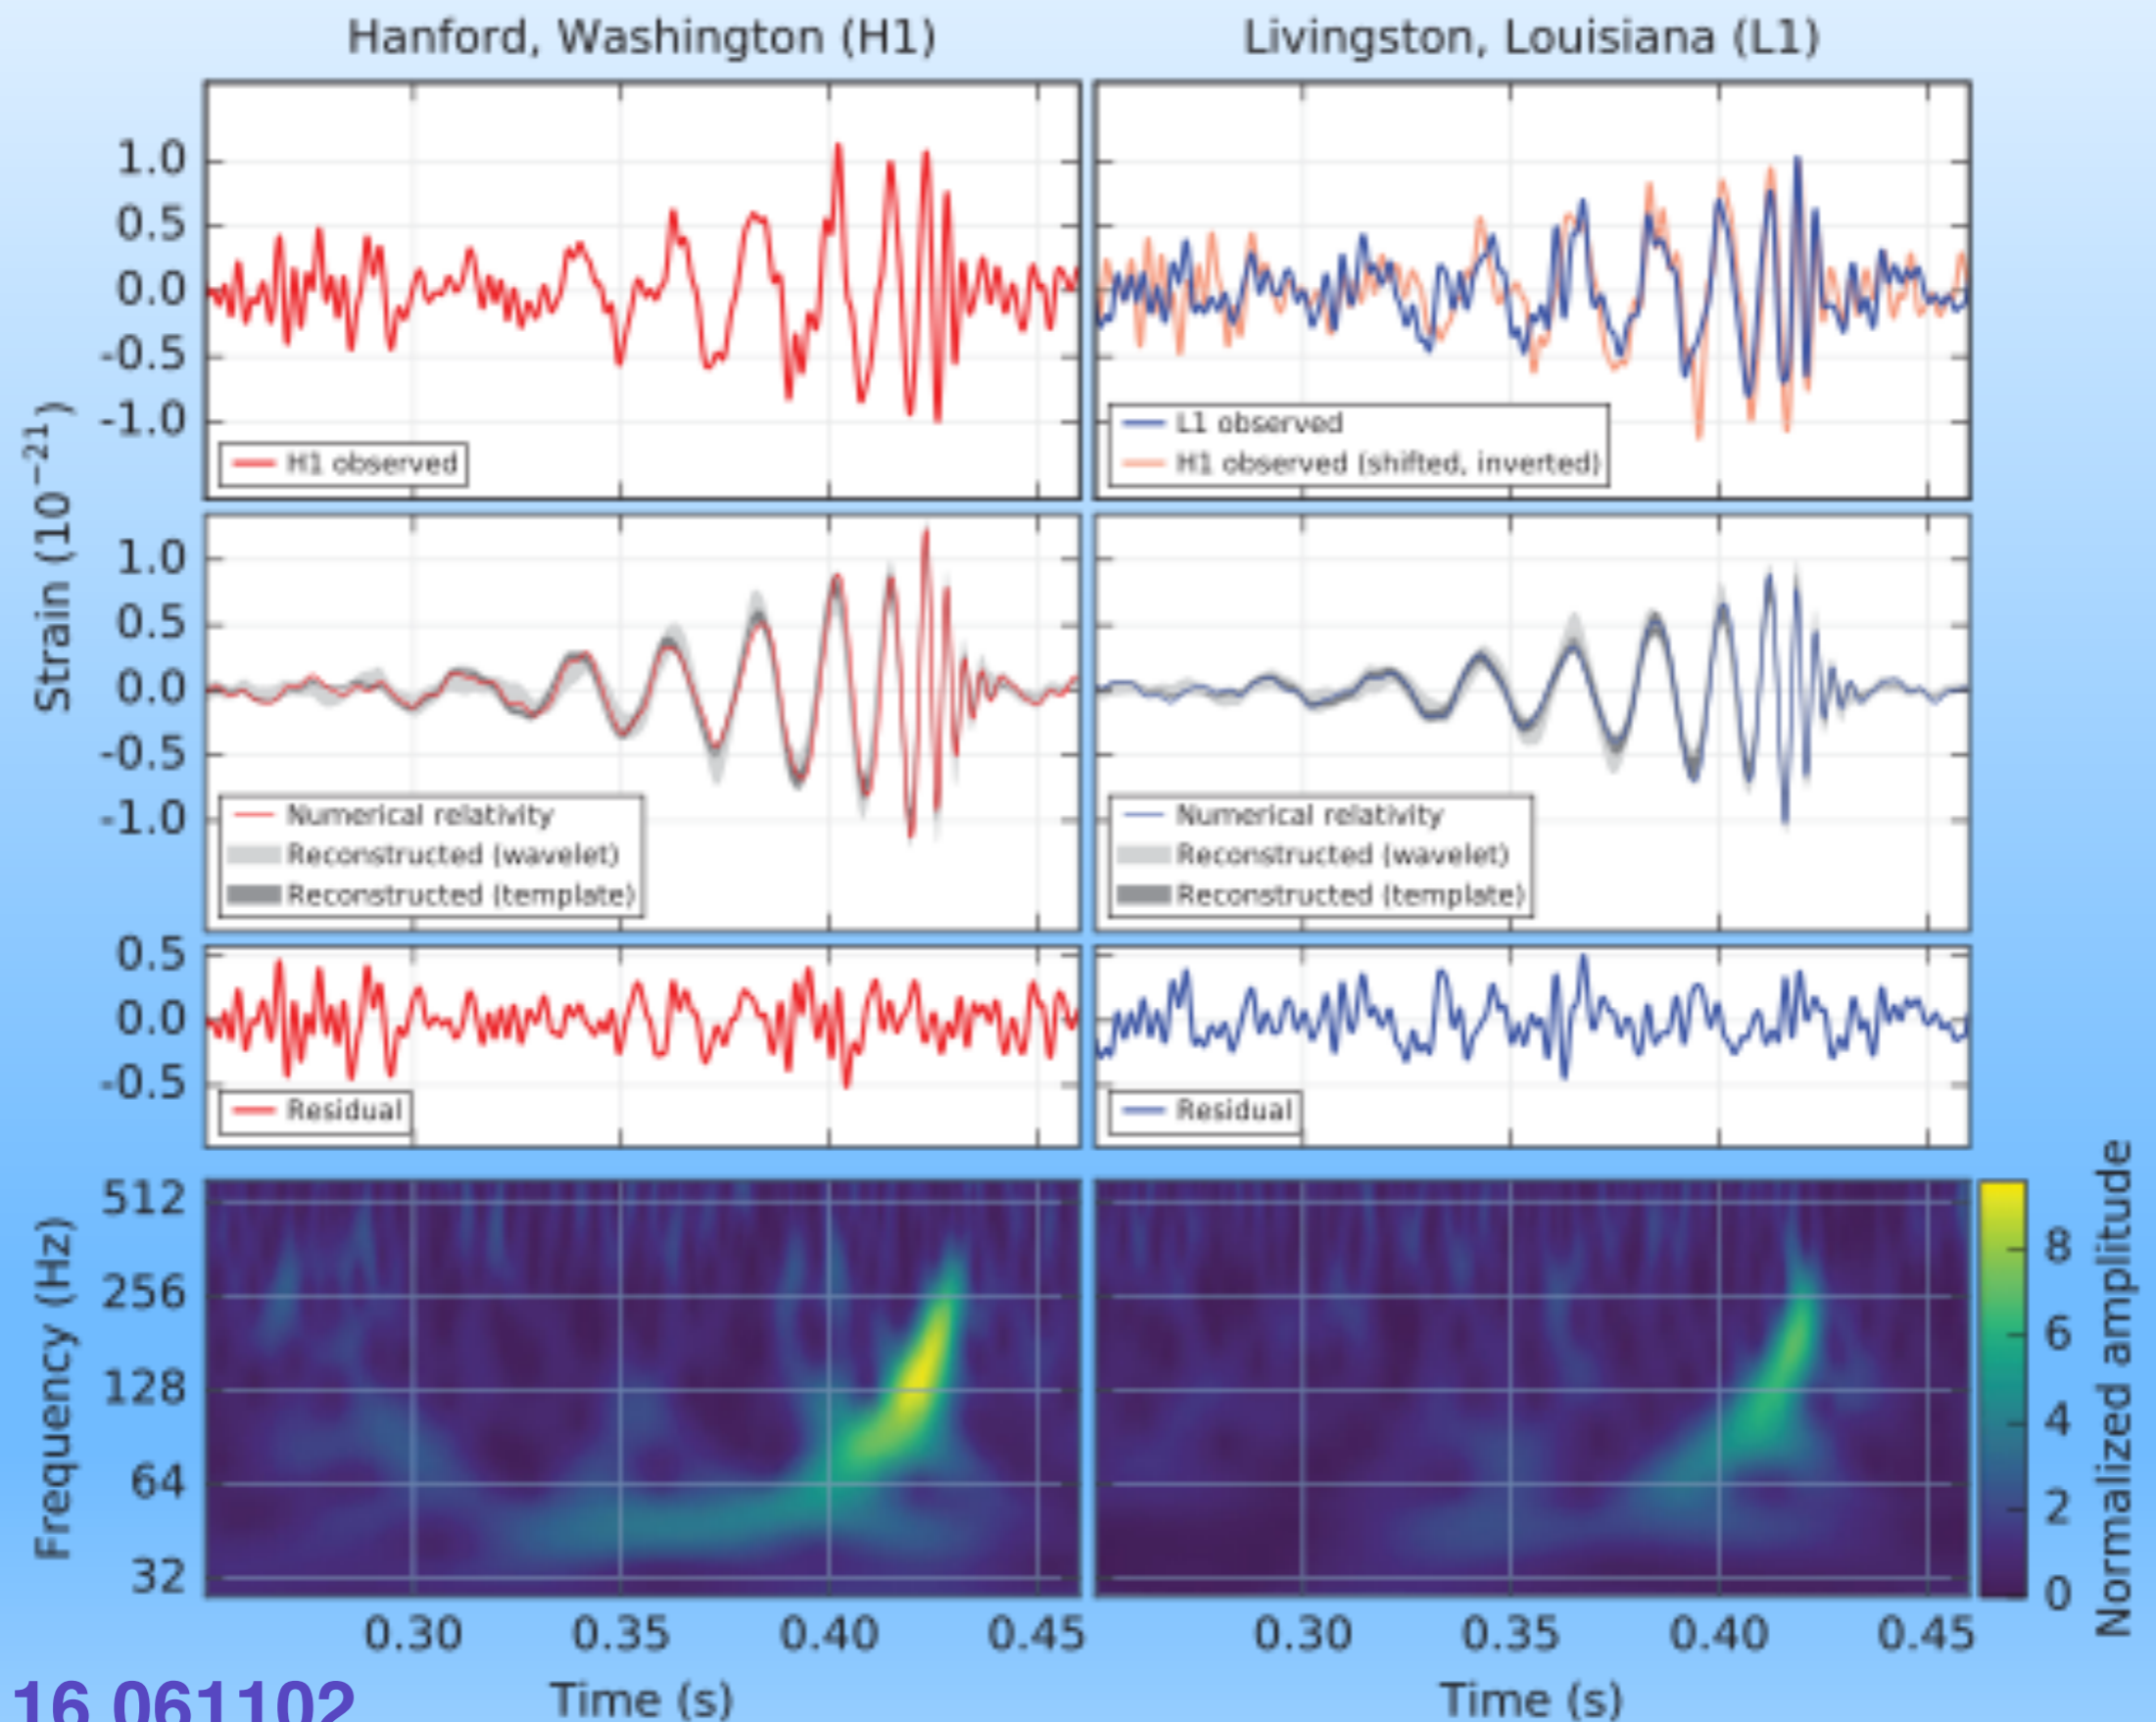 Hanford, Washington (H1)
Livingston, Louisiana (L1)
Strain (10⁻²¹)
1.0
0.5
0.0
-0.5
-1.0
H1 observed
L1 observed
H1 observed (shifted, inverted)
1.0
0.5
0.0
-0.5
-1.0
Numerical relativity
Reconstructed (wavelet)
Reconstructed (template)
Numerical relativity
Reconstructed (wavelet)
Reconstructed (template)
0.5
0.0
-0.5
Residual
Residual
Frequency (Hz)
512
256
128
64
32
Normalized amplitude
8
6
4
2
0
0.30 0.35 0.40 0.45
0.30 0.35 0.40 0.45
Time (s)
Time (s)
16 061102